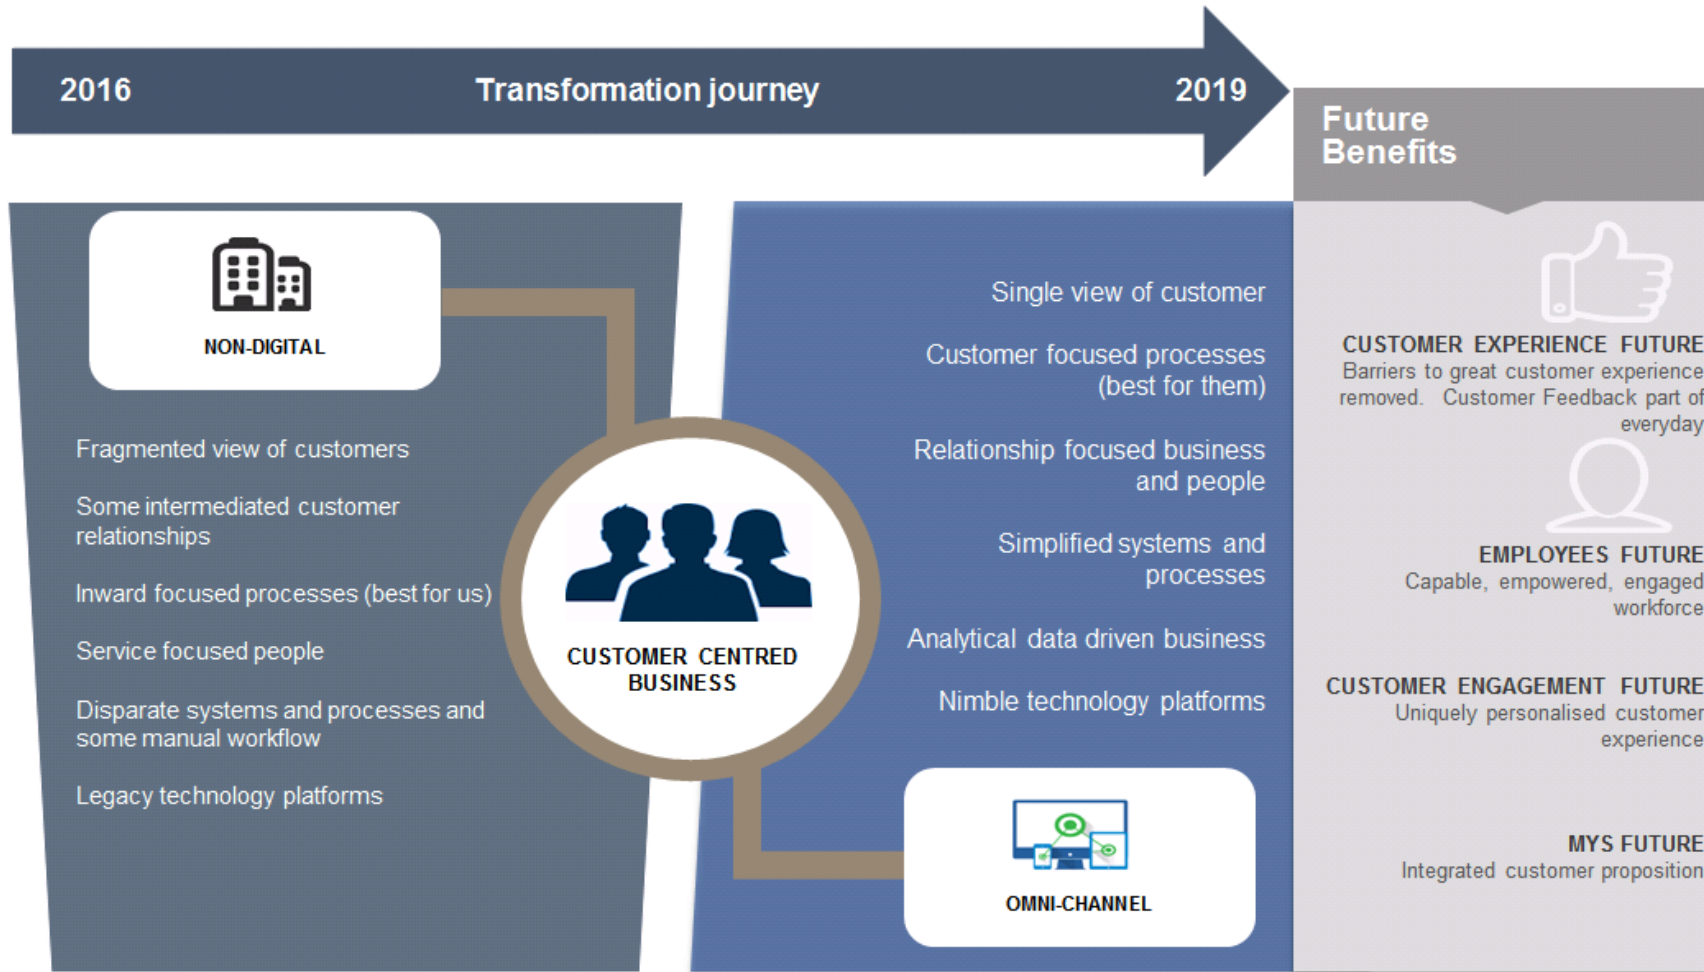 2016 Transformation journey 2019
Future
Benefits
NON-DIGITAL
Fragmented view of customers
Some intermediated customer
relationships
Inward focused processes (best for us)
Service focused people
Disparate systems and processes and
some manual workflow
Legacy technology platforms
CUSTOMER CENTRED
BUSINESS
Single view of customer
Customer focused processes
(best for them)
Relationship focused business
and people
Simplified systems and
processes
Analytical data driven business
Nimble technology platforms
OMNI-CHANNEL
CUSTOMER EXPERIENCE FUTURE
Barriers to great customer experience
removed. Customer Feedback part of
everyday
EMPLOYEES FUTURE
Capable, empowered, engaged
workforce
CUSTOMER ENGAGEMENT FUTURE
Uniquely personalised customer
experience
MYS FUTURE
Integrated customer proposition